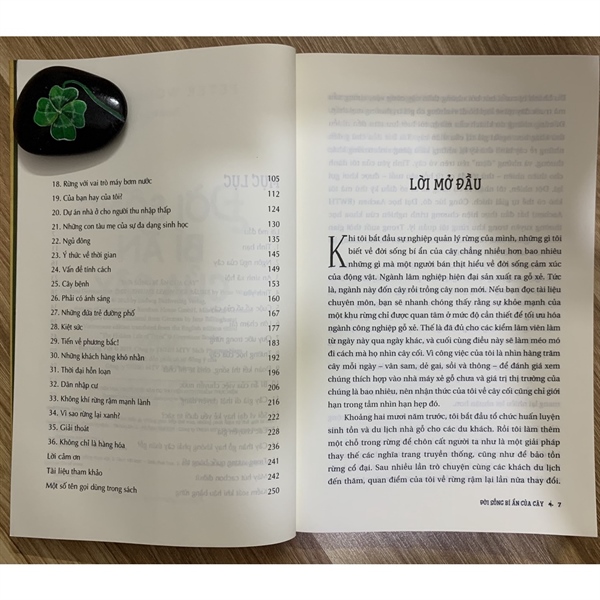 18. Rừng với vai trò máy bơm nước 105
19. Của bạn hay của tôi? 112
20. Dự án nhà ở cho người thu nhập thấp 124
21. Những con tàu mẹ của sự đa dạng sinh học 130
22. Ngủ đông 135
23. Ý thức về thời gian 145
24. Vấn đề tính cách 149
25. Cây bệnh 153
26. Phải có ánh sáng 160
27. Những đứa trẻ đường phố 167
28. Kiệt sức 177
29. Tiến về phương bắc! 183
30. Những khách hàng khó nhằn 192
31. Thời đại hỗn loạn 196
32. Dân nhập cư 206
33. Không khí rừng rậm mạnh lành 216
34. Vì sao rừng lại xanh? 222
35. Giải thoát 228
36. Không chỉ là hàng hóa 236
Lời cảm ơn 241
Tài liệu tham khảo 242
Một số tên gọi dùng trong sách 250
LỜI MỞ ĐẦU
Khi tôi bắt đầu sự nghiệp quản lý rừng của mình, những gì tôi
biết về đời sống bí ẩn của cây chẳng nhiều hơn bao nhiêu
những gì mà một người bán thịt hiểu về đời sống cảm xúc
của động vật. Ngành lâm nghiệp hiện đại sản xuất ra gỗ xẻ. Tức
là, ngành này đốn cây rồi trồng cây non mới. Nếu bạn đọc tài liệu
chuyên môn, bạn sẽ nhanh chóng thấy rằng sự khỏe mạnh của
một khu rừng chỉ được quan tâm ở mức độ cần thiết để tối ưu hóa
ngành công nghiệp gỗ xẻ. Thế là đã đủ cho các kiểm lâm viên làm
từ ngày này qua ngày khác, và cuối cùng điều này sẽ làm méo mó
đi cách mà họ nhìn cây cối. Vì công việc của tôi là nhìn hàng trăm
cây mỗi ngày – vân sam, dẻ gai, sồi và thông – để đánh giá xem
chúng thích hợp vào nhà máy xẻ gỗ chưa và giá trị thị trường của
chúng là bao nhiêu, nên nhận thức của tôi về cây cối cũng chỉ giới
hạn trong tầm nhìn hạn hẹp đó.
Khoảng hai mươi năm trước, tôi bắt đầu tổ chức huấn luyện
sinh tồn và du lịch nhà gỗ cho các du khách. Rồi tôi làm thêm
một chỗ trong rừng để chôn cất người ta như là một giải pháp
thay thế các nghĩa trang truyền thống, cũng như để bảo tồn
rừng cổ đại. Sau nhiều lần trò chuyện cùng các khách du lịch
đến thăm, quan điểm của tôi về rừng rậm lại lần nữa thay đổi.
ĐỜI SỐNG BÍ ẨN CỦA CÂY 7